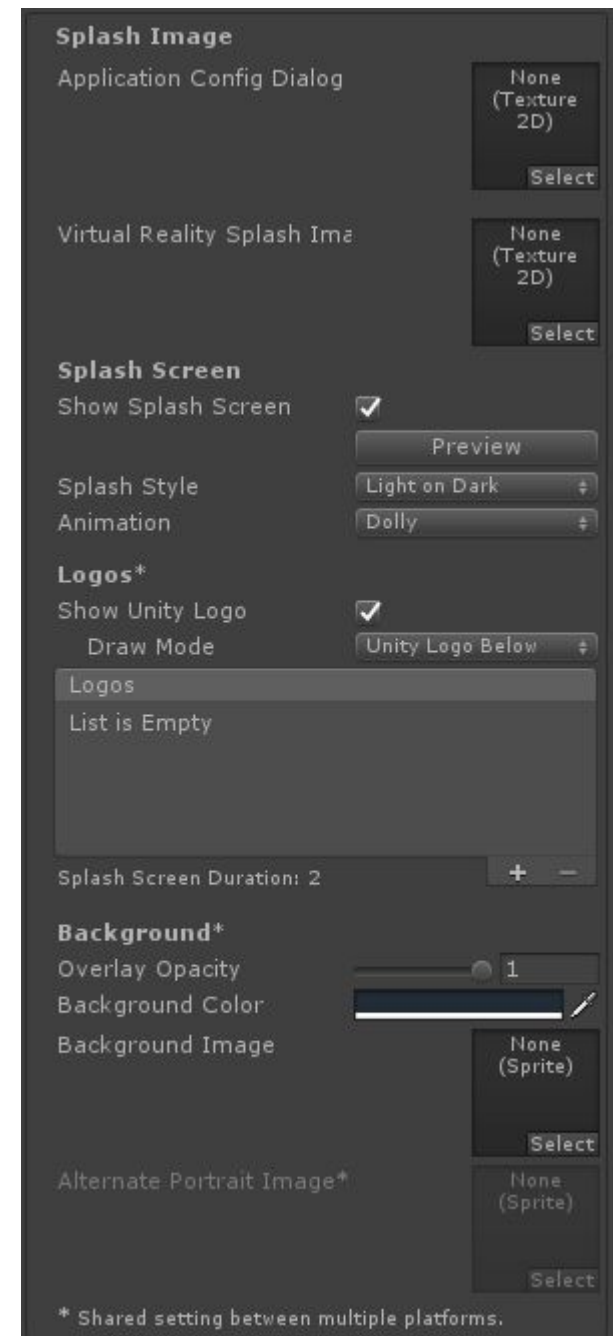 Splash Image
Application Config Dialog
None
(Texture
2D)
Select
Virtual Reality Splash Ima
None
(Texture
2D)
Select
Splash Screen
Show Splash Screen
Preview
Splash Style Light on Dark
Animation Dolly
Logos*
Show Unity Logo
Draw Mode Unity Logo Below
Logos
List is Empty
Splash Screen Duration: 2 + −
Background*
Overlay Opacity 1
Background Color
Background Image
None
(Sprite)
Select
Alternate Portrait Image*
None
(Sprite)
Select
* Shared setting between multiple platforms.